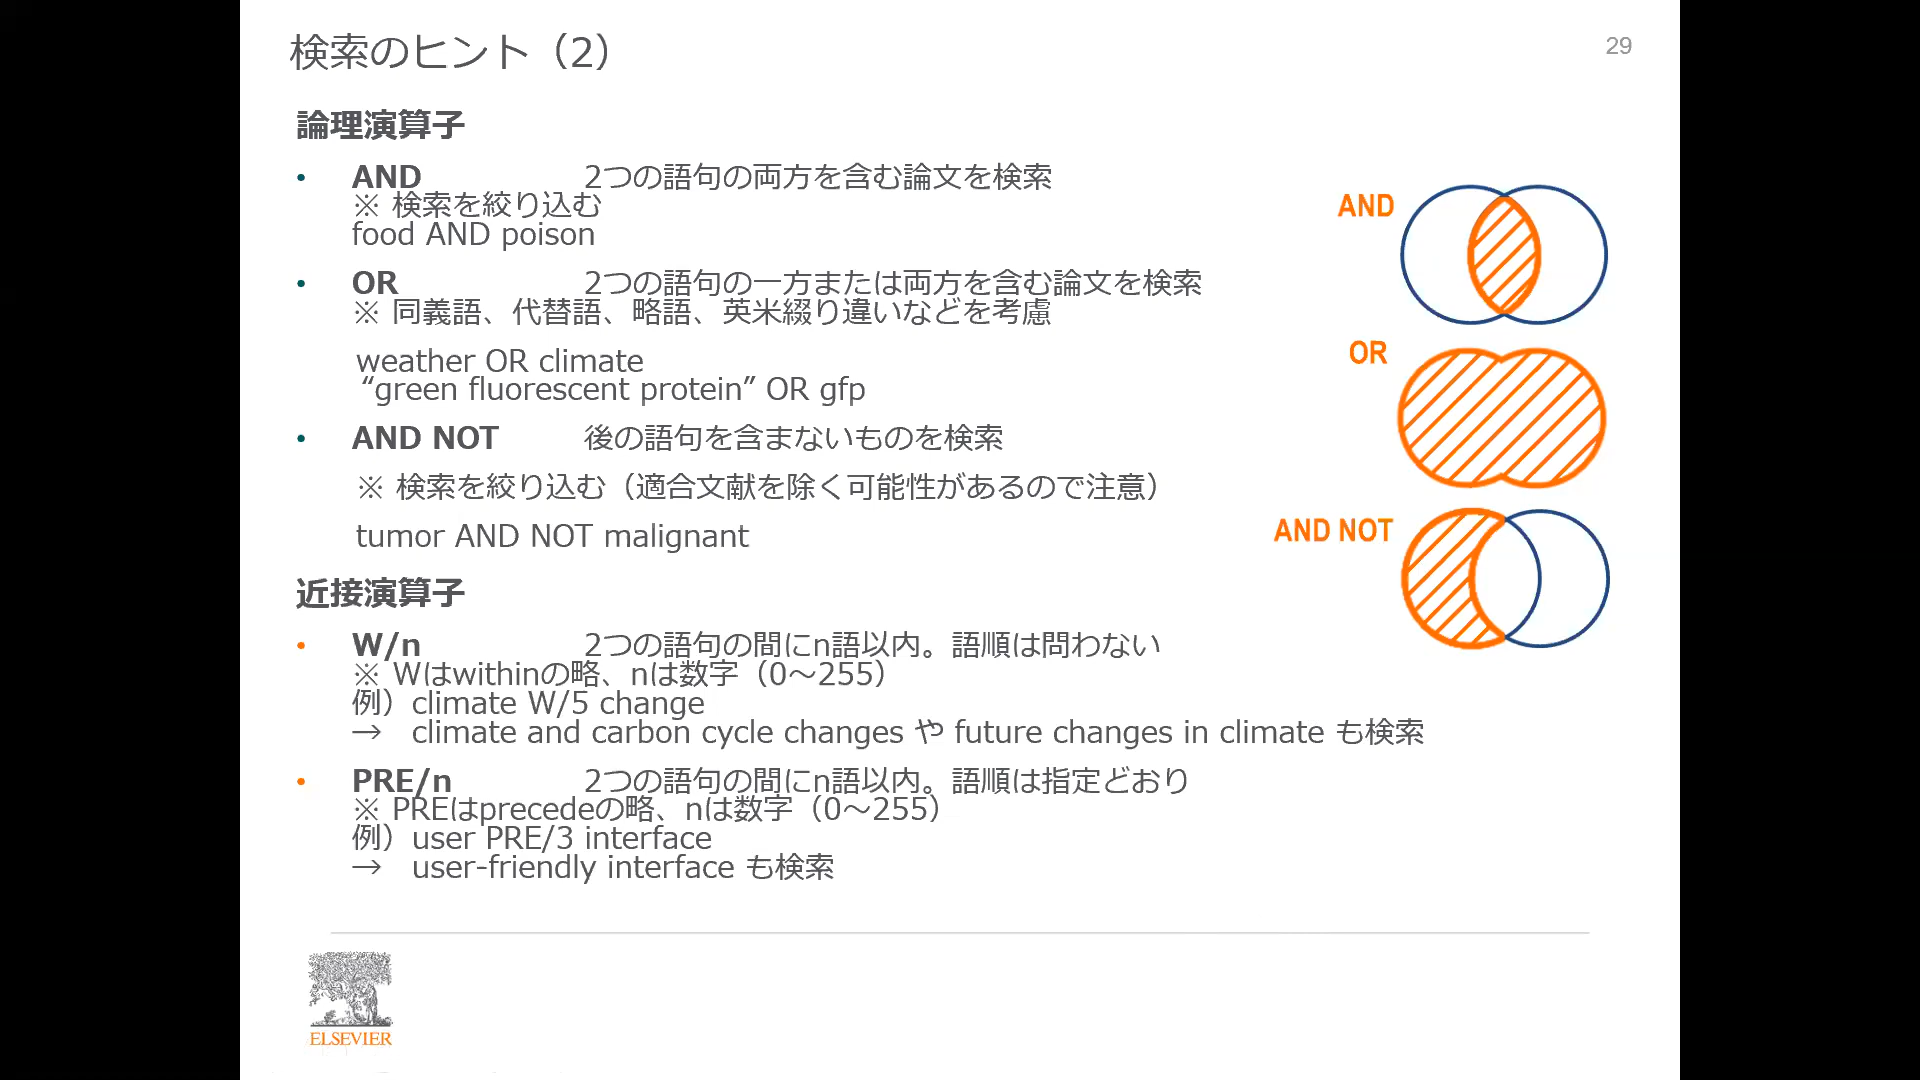 検索のヒント（2）
29
論理演算子
• AND 2つの語句の両方を含む論文を検索
※ 検索を絞り込む
food AND poison
• OR 2つの語句の一方または両方を含む論文を検索
※ 同義語、代替語、略語、英米綴り違いなどを考慮
weather OR climate
“green fluorescent protein” OR gfp
• AND NOT 後の語句を含まないものを検索
※ 検索を絞り込む（適合文献を除く可能性があるので注意）
tumor AND NOT malignant
AND
OR
AND NOT
近接演算子
• W/n 2つの語句の間にn語以内。語順は問わない
※ Wはwithinの略、nは数字（0～255）
例）climate W/5 change
→ climate and carbon cycle changes や future changes in climate も検索
• PRE/n 2つの語句の間にn語以内。語順は指定どおり
※ PREはprecedeの略、nは数字（0～255）
例）user PRE/3 interface
→ user-friendly interface も検索
ELSEVIER